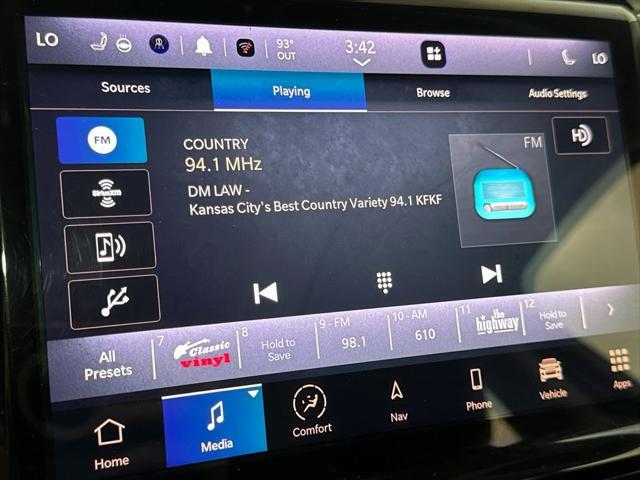 LO
93°
OUT
3:42
LO
Sources
Playing
Browse
Audio Settings
FM
COUNTRY
94.1 MHz
DM LAW -
Kansas City's Best Country Variety 94.1 KFKF
FM
HD
SiriusXM
All
Presets
7
Classic
vinyl
8
Hold to
Save
9 - FM
98.1
10 - AM
610
11
the
highway
12
Hold to
Save
Home
Media
Comfort
Nav
Phone
Vehicle
Apps